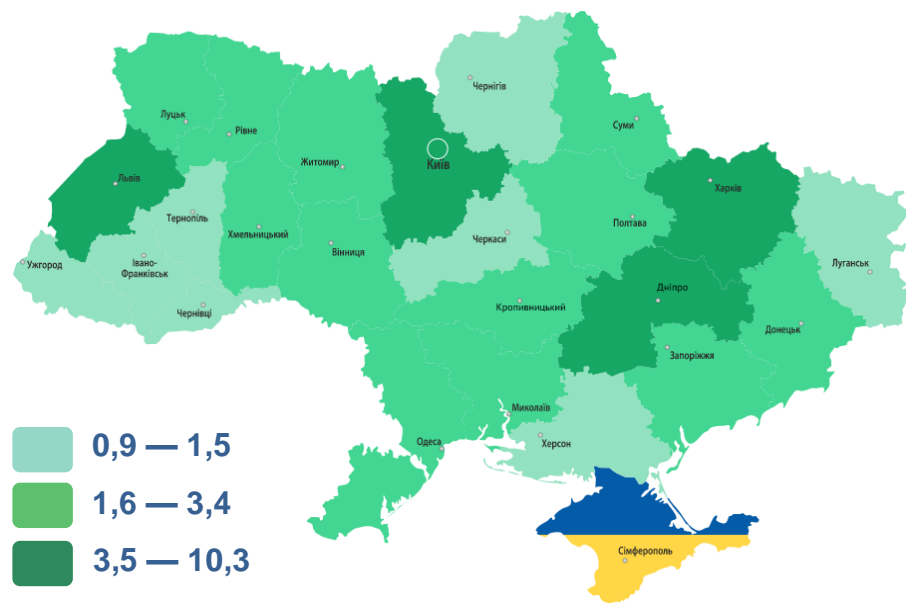 Чернігів
Луцьк
Суми
Рівне
Київ
Житомир
Львів
Харків
Тернопіль
Полтава
Хмельницький
Черкаси
Вінниця
Ужгород
Івано-
Франківськ
Луганськ
Дніпро
Чернівці
Кропивницький
Донецьк
Запоріжжя
Миколаїв
Одеса
Херсон
0,9 — 1,5
1,6 — 3,4
3,5 — 10,3
Сімферополь